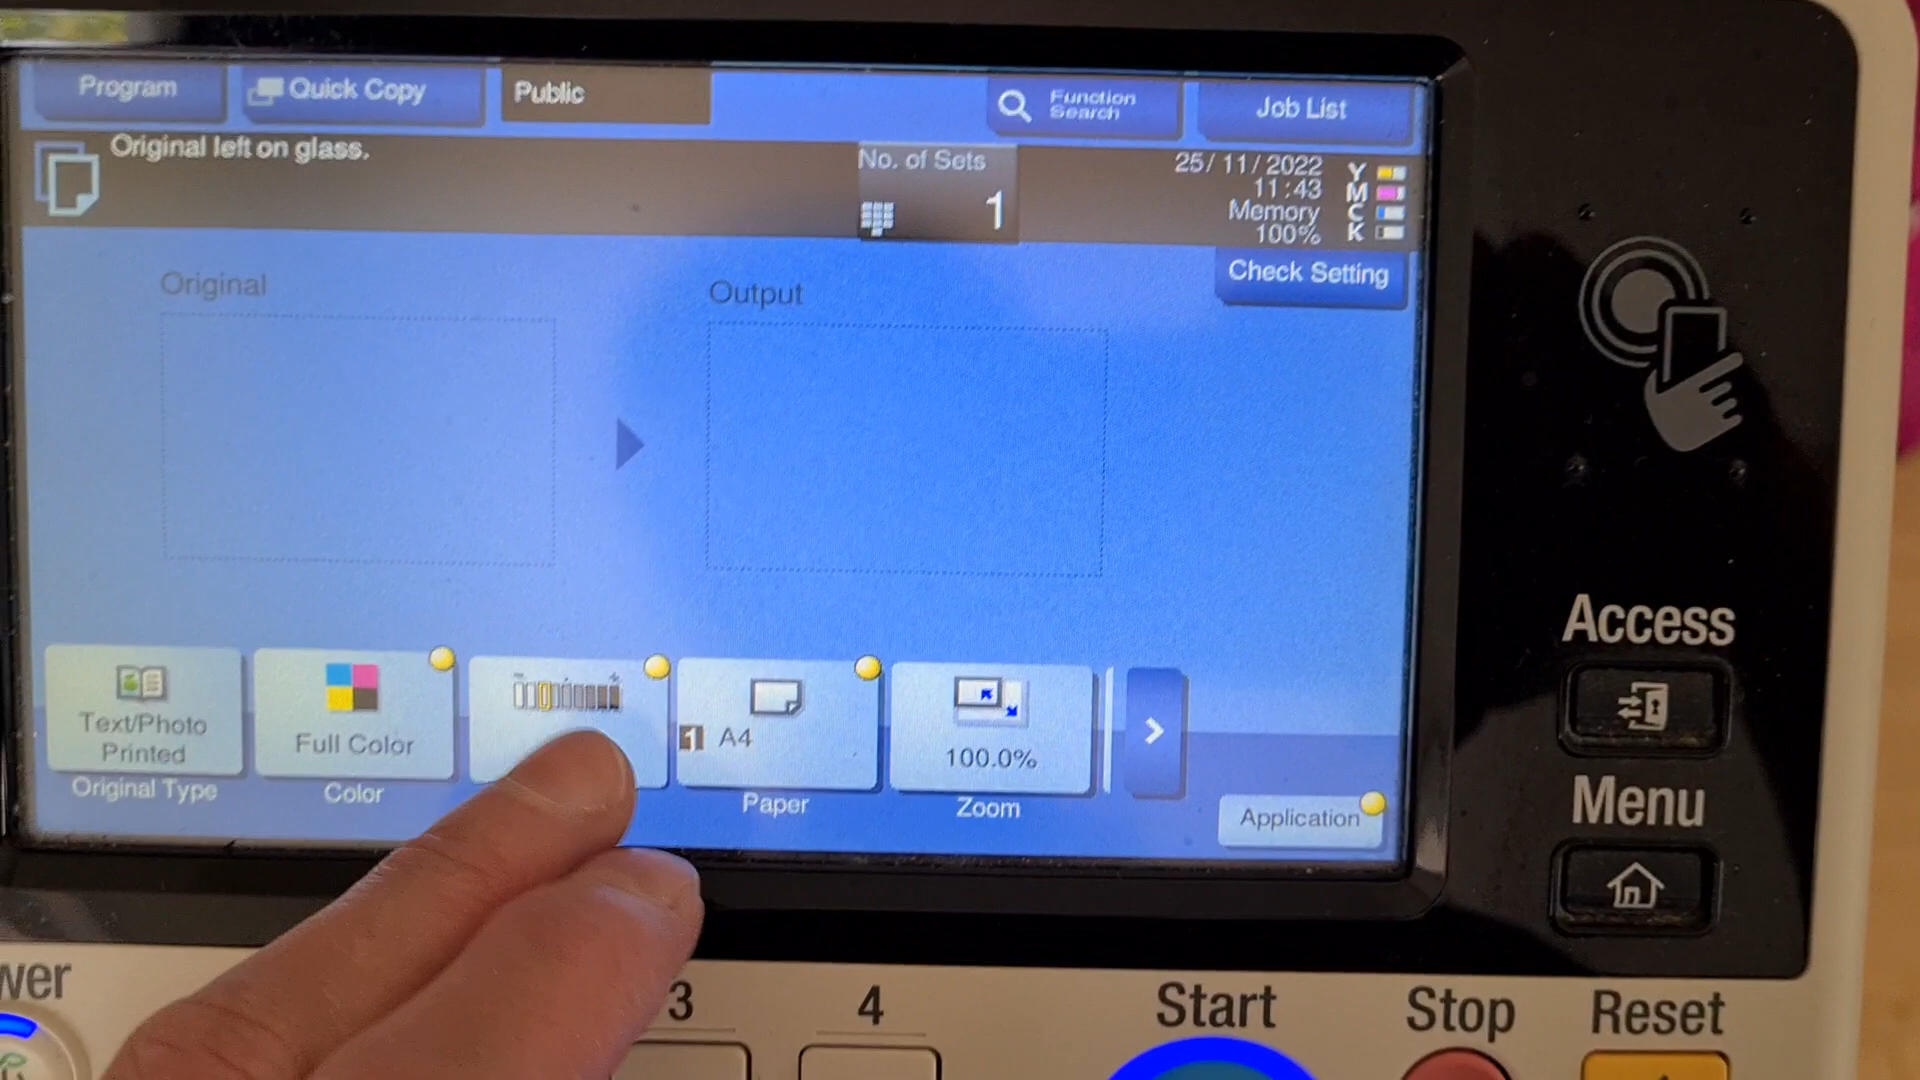 Program
Quick Copy
Public
Function
Search
Job List
Original left on glass.
No. of Sets
1
25/11/2022
11:43
Memory
100%
Y
M
C
K
Check Setting
Original
Output
Text/Photo
Printed
Original Type
Full Color
Color
1 A4
Paper
100.0%
Zoom
Application
Access
Menu
3
4
Start
Stop
Reset